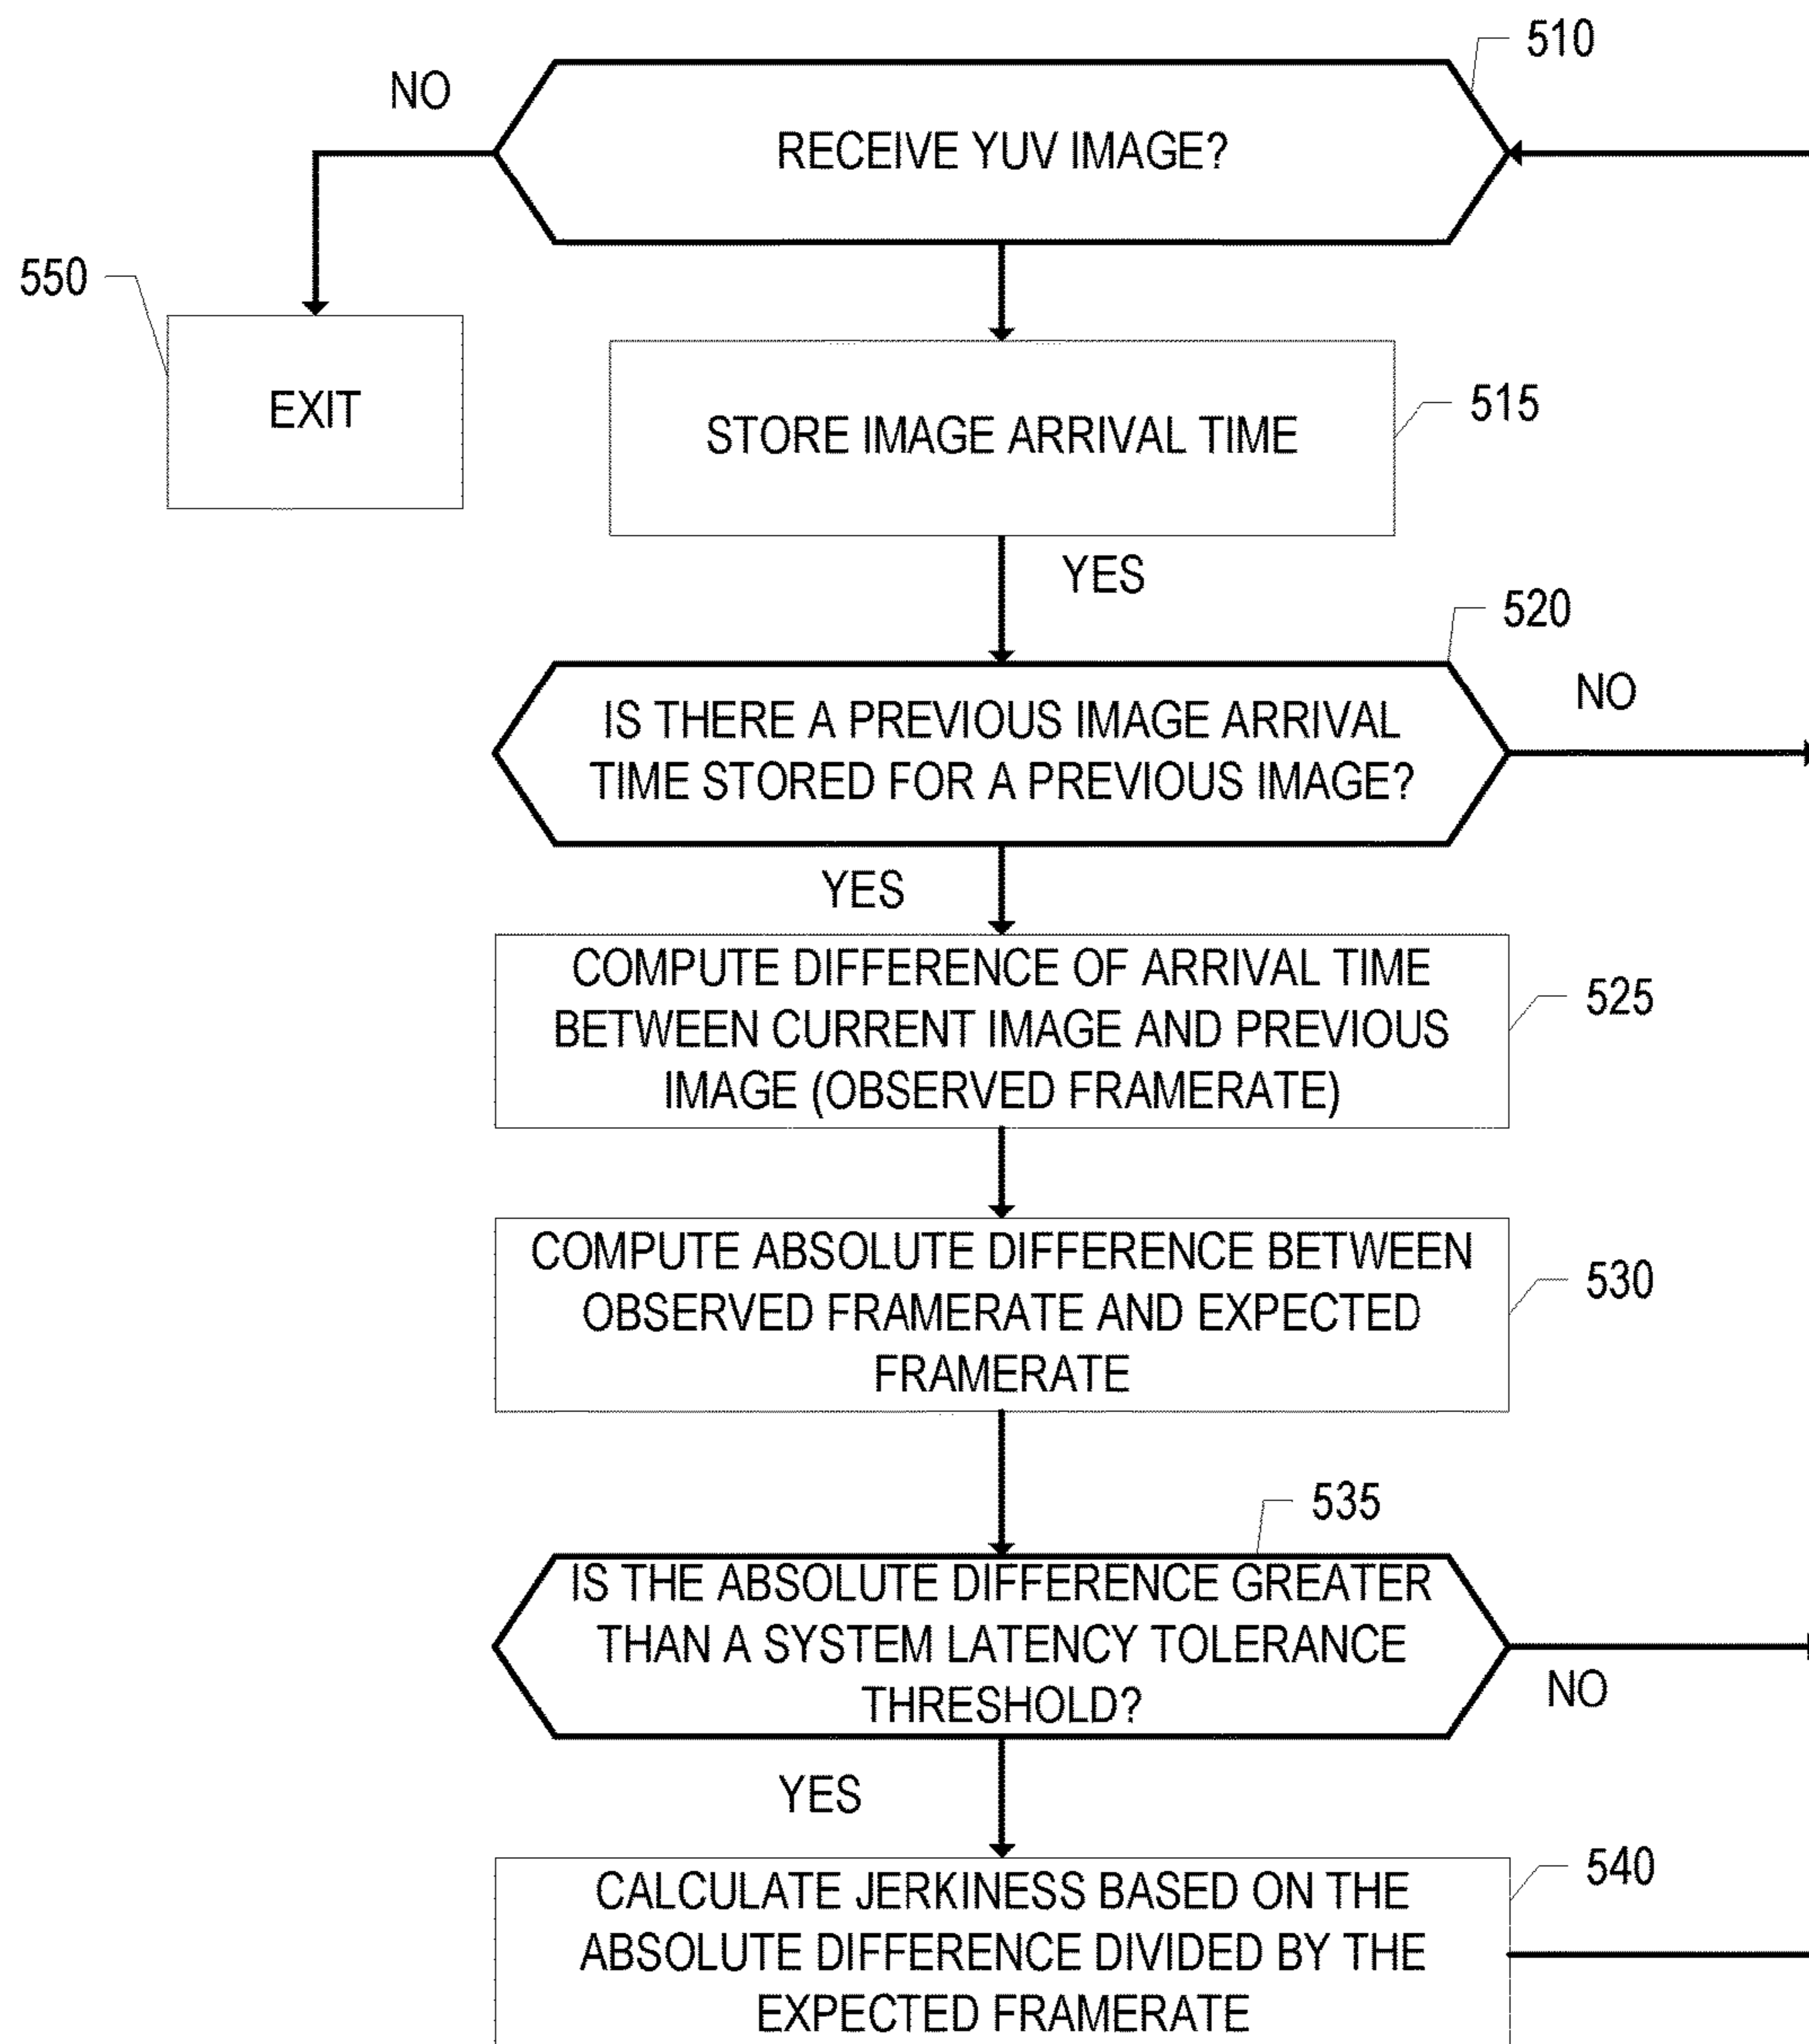 510
NO
RECEIVE YUV IMAGE?
550
EXIT
STORE IMAGE ARRIVAL TIME
515
YES
520
IS THERE A PREVIOUS IMAGE ARRIVAL
TIME STORED FOR A PREVIOUS IMAGE?
NO
YES
COMPUTE DIFFERENCE OF ARRIVAL TIME
BETWEEN CURRENT IMAGE AND PREVIOUS
IMAGE (OBSERVED FRAMERATE)
525
COMPUTE ABSOLUTE DIFFERENCE BETWEEN
OBSERVED FRAMERATE AND EXPECTED
FRAMERATE
530
535
IS THE ABSOLUTE DIFFERENCE GREATER
THAN A SYSTEM LATENCY TOLERANCE
THRESHOLD?
NO
YES
CALCULATE JERKINESS BASED ON THE
ABSOLUTE DIFFERENCE DIVIDED BY THE
EXPECTED FRAMERATE
540